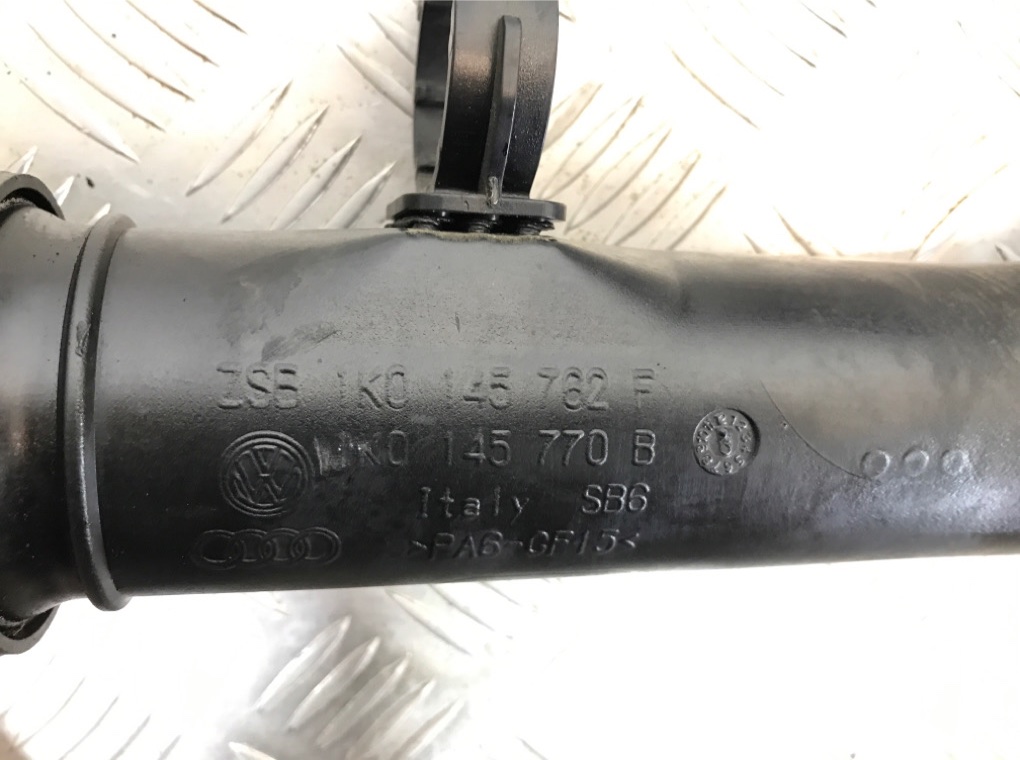 ZSB 1K0 145 762 F
1K0 145 770 B
Italy SB6
>PA6-GF15<